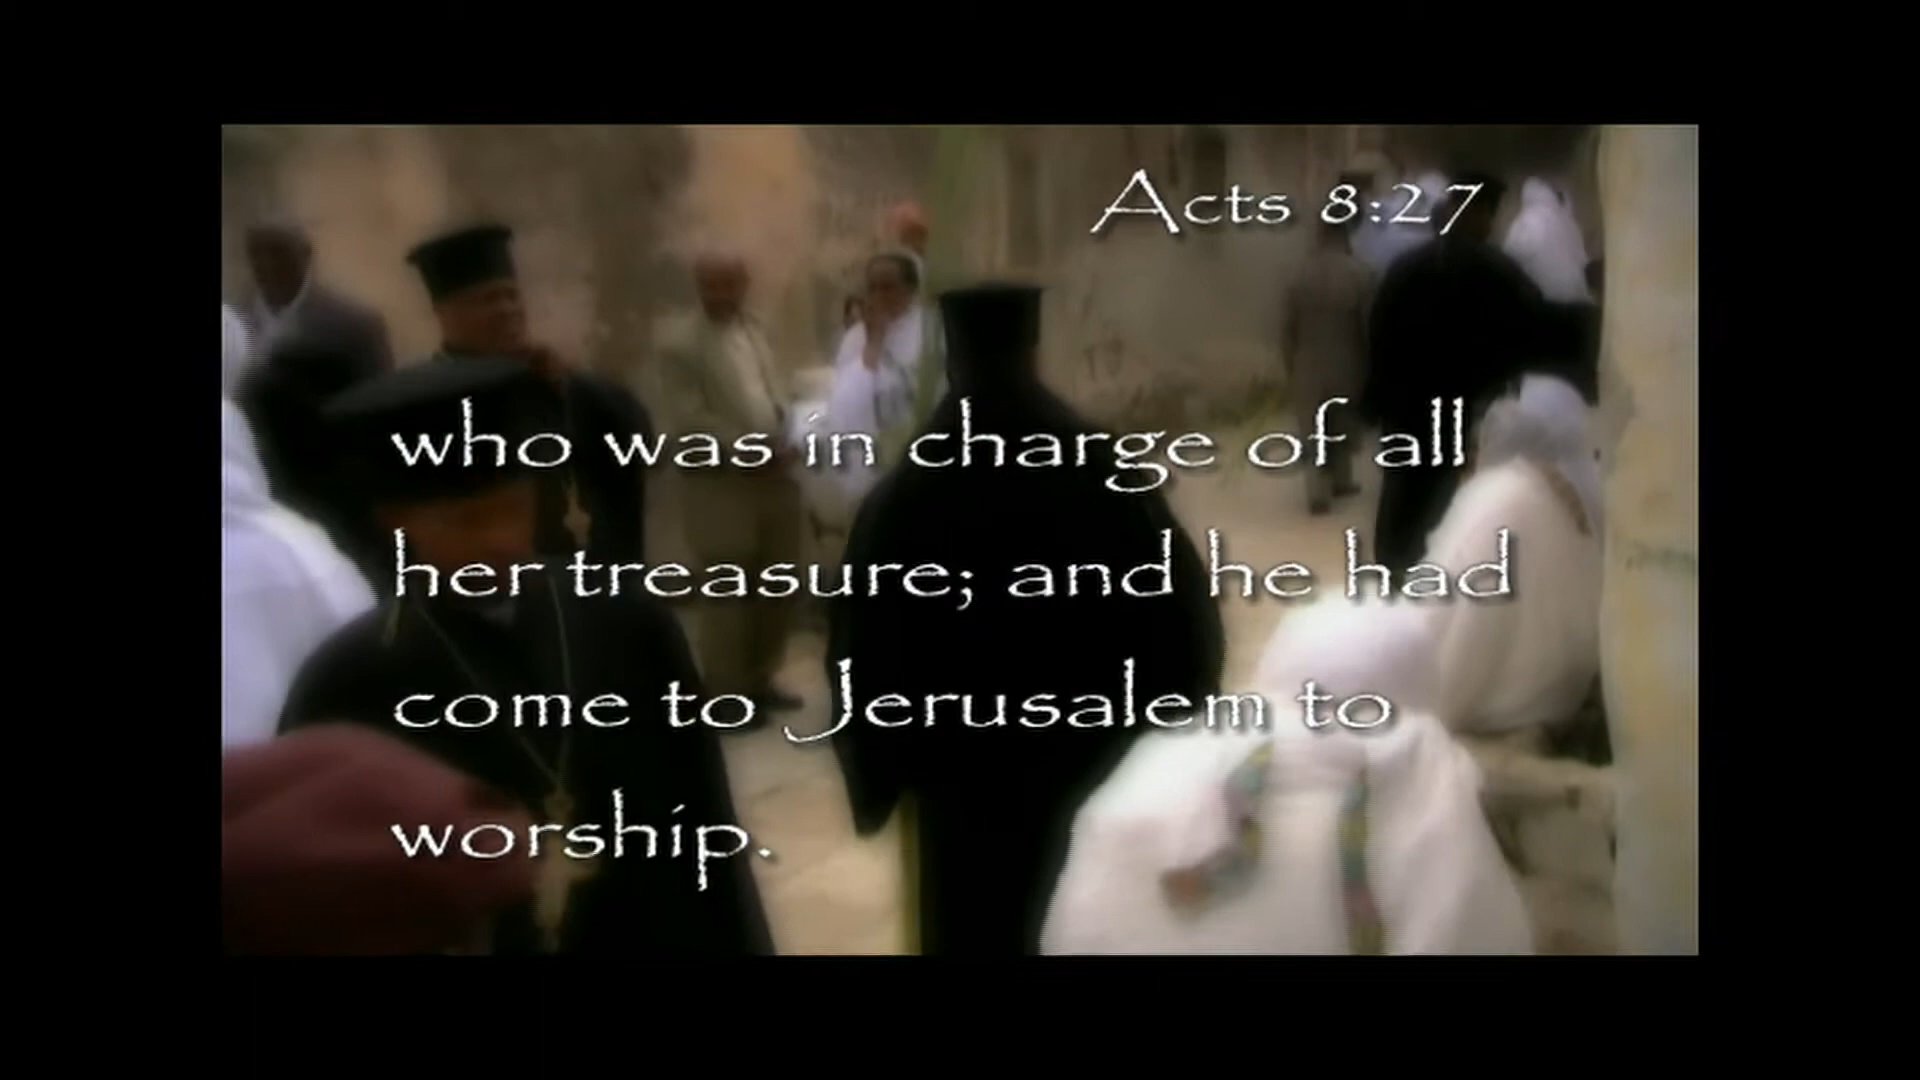 Acts 8:27
who was in charge of all
her treasure; and he had
come to Jerusalem to
worship.